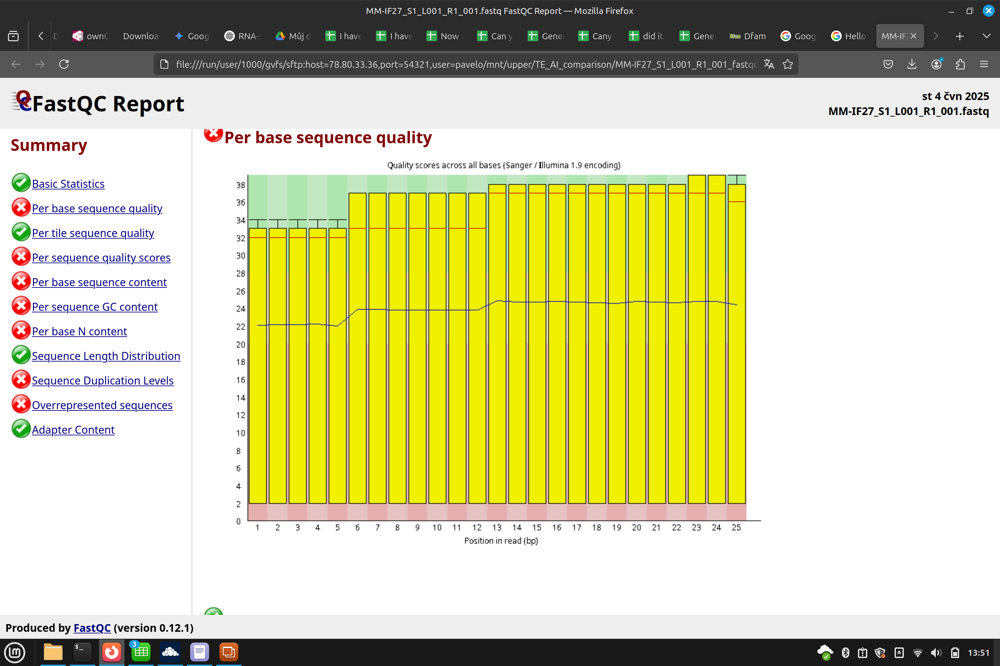 MM-IF27_S1_L001_R1_001.fastq FastQC Report — Mozilla Firefox
ownC Downloa Goog RNA-s Můj d I have I have Now Can y Gene Cany did it Gene Dfam Dfam Goog Hello MM-IF2
file:///run/user/1000/gvfs/sftp:host=78.80.33.36,port=54321,user=pavelo/mnt/upper/TE_AI_comparison/MM-IF27_S1_L001_R1_001_fastqc
FastQC Report
st 4 čvn 2025
MM-IF27_S1_L001_R1_001.fastq
Summary
Basic Statistics
Per base sequence quality
Per tile sequence quality
Per sequence quality scores
Per base sequence content
Per sequence GC content
Per base N content
Sequence Length Distribution
Sequence Duplication Levels
Overrepresented sequences
Adapter Content
Per base sequence quality
Quality scores across all bases (Sanger / Illumina 1.9 encoding)
38
36
34
32
30
28
26
24
22
20
18
16
14
12
10
8
6
4
2
0
1 2 3 4 5 6 7 8 9 10 11 12 13 14 15 16 17 18 19 20 21 22 23 24 25
Position in read (bp)
Produced by FastQC (version 0.12.1)
$_
3
13:51